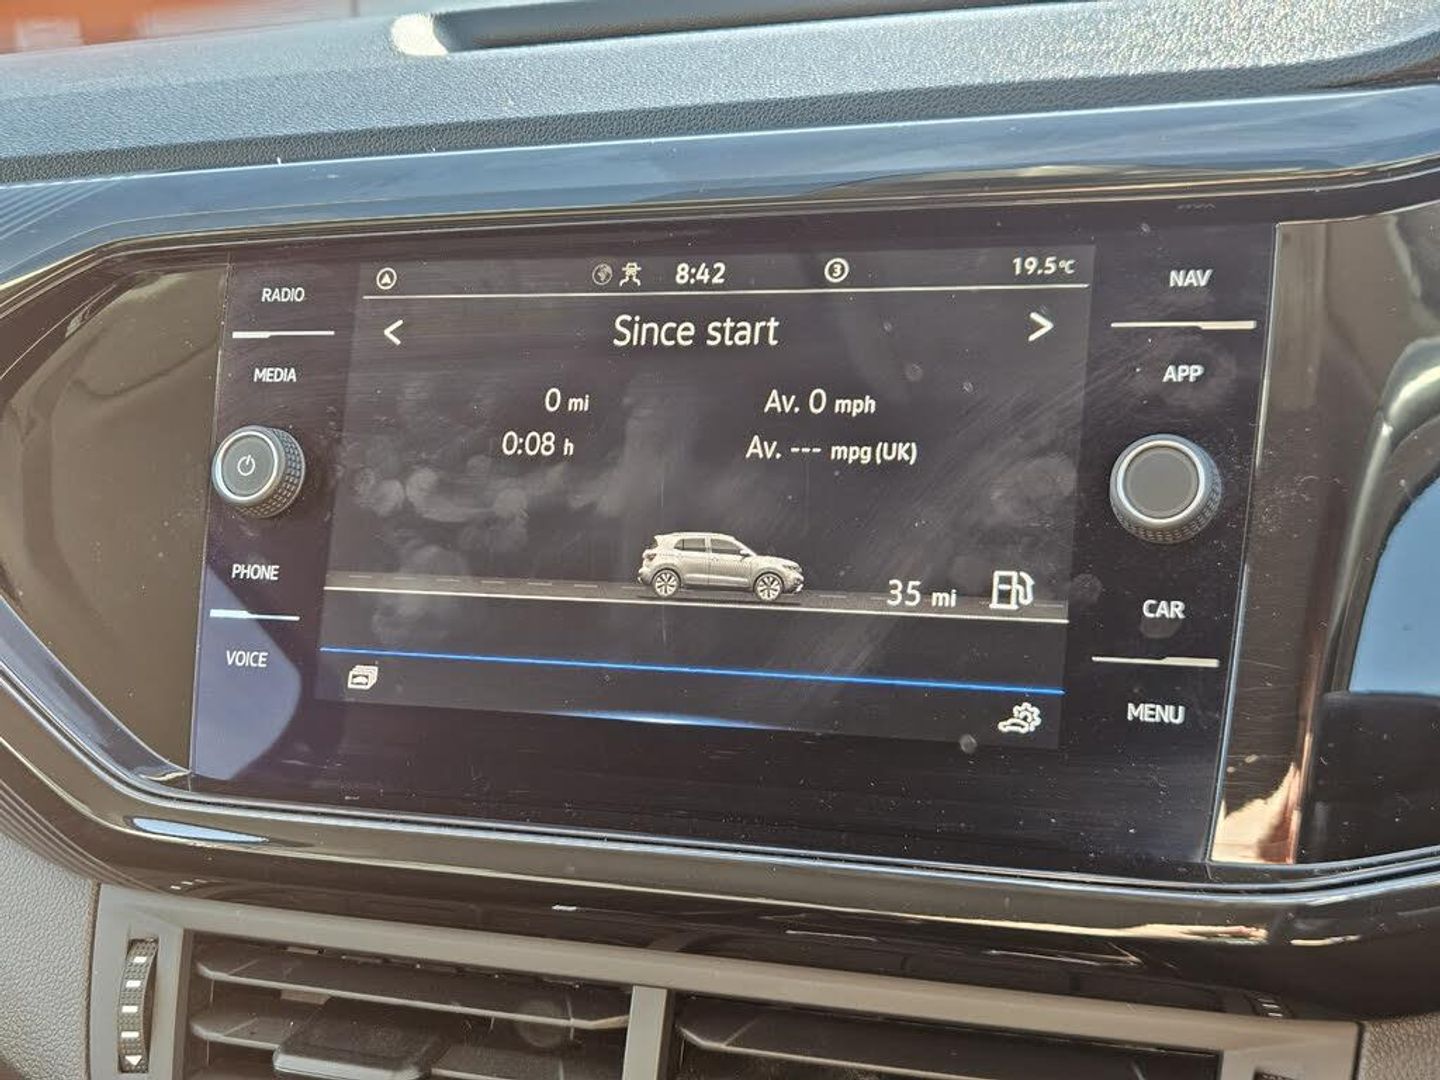 RADIO
MEDIA
PHONE
VOICE
8:42
3
19.5°C
< Since start >
0 mi
Av. 0 mph
0:08 h
Av. --- mpg (UK)
35 mi
NAV
APP
CAR
MENU